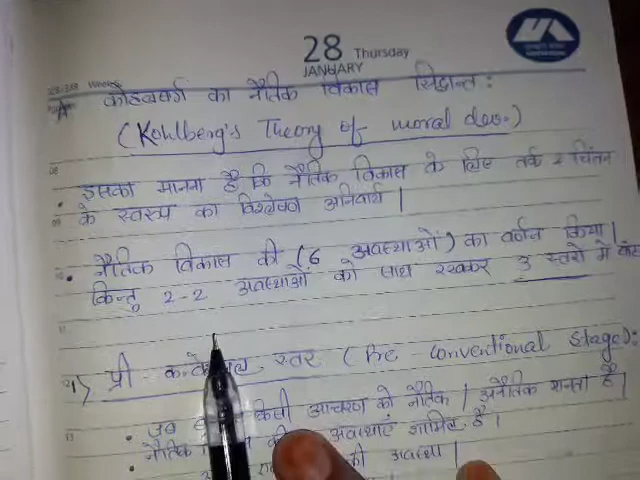 28 Thursday
JANUARY
कोहलबर्ग का नैतिक विकास सिद्धान्त:
(Kohlberg's Theory of moral dev.)
इसका मानना है कि नैतिक विकास के लिए तर्क व चिंतन
के स्वरूप का विश्लेषण अनिवार्य |
नैतिक विकास की (6 अवस्थाओं) का वर्णन किया |
किन्तु 2-2 अवस्थाओं को साथ रखकर 3 स्तरों में
1) प्री स्तर (Pre-conventional Stage):
किसी आचरण को नैतिक / अनैतिक मानता है
नैतिक की अवस्थाएं शामिल है |
की अवस्था |